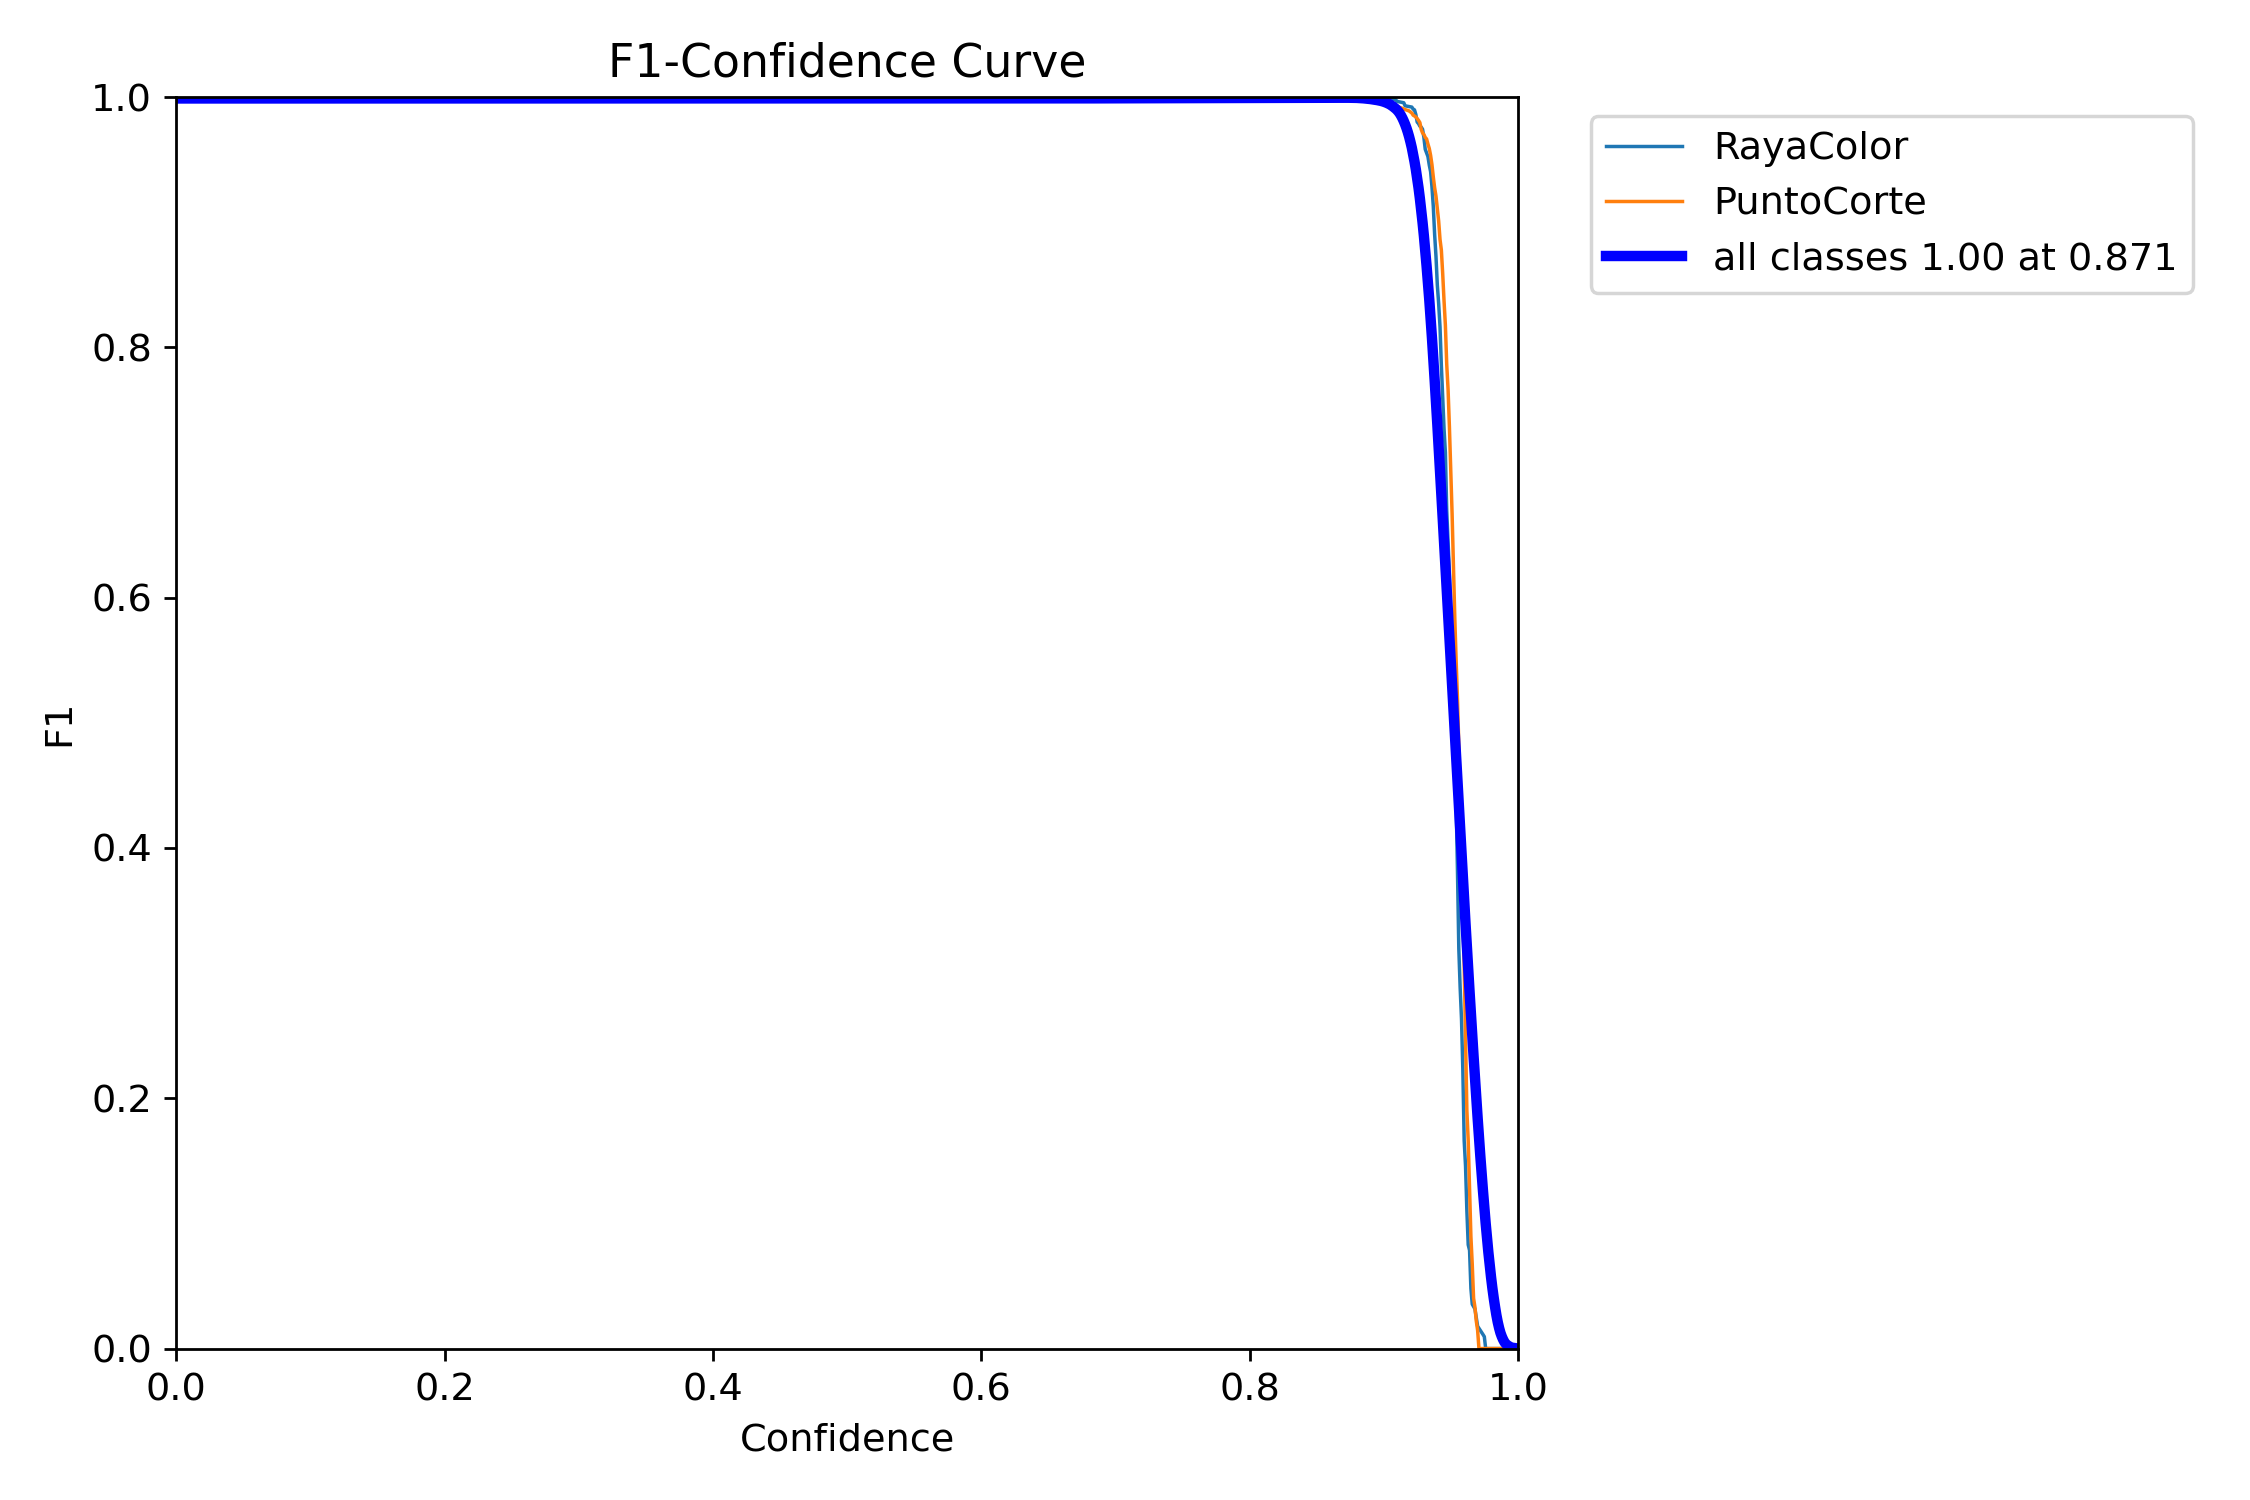 F1-Confidence Curve
1.0
0.8
0.6
0.4
0.2
0.0
F1
0.0 0.2 0.4 0.6 0.8 1.0
Confidence
RayaColor
PuntoCorte
all classes 1.00 at 0.871